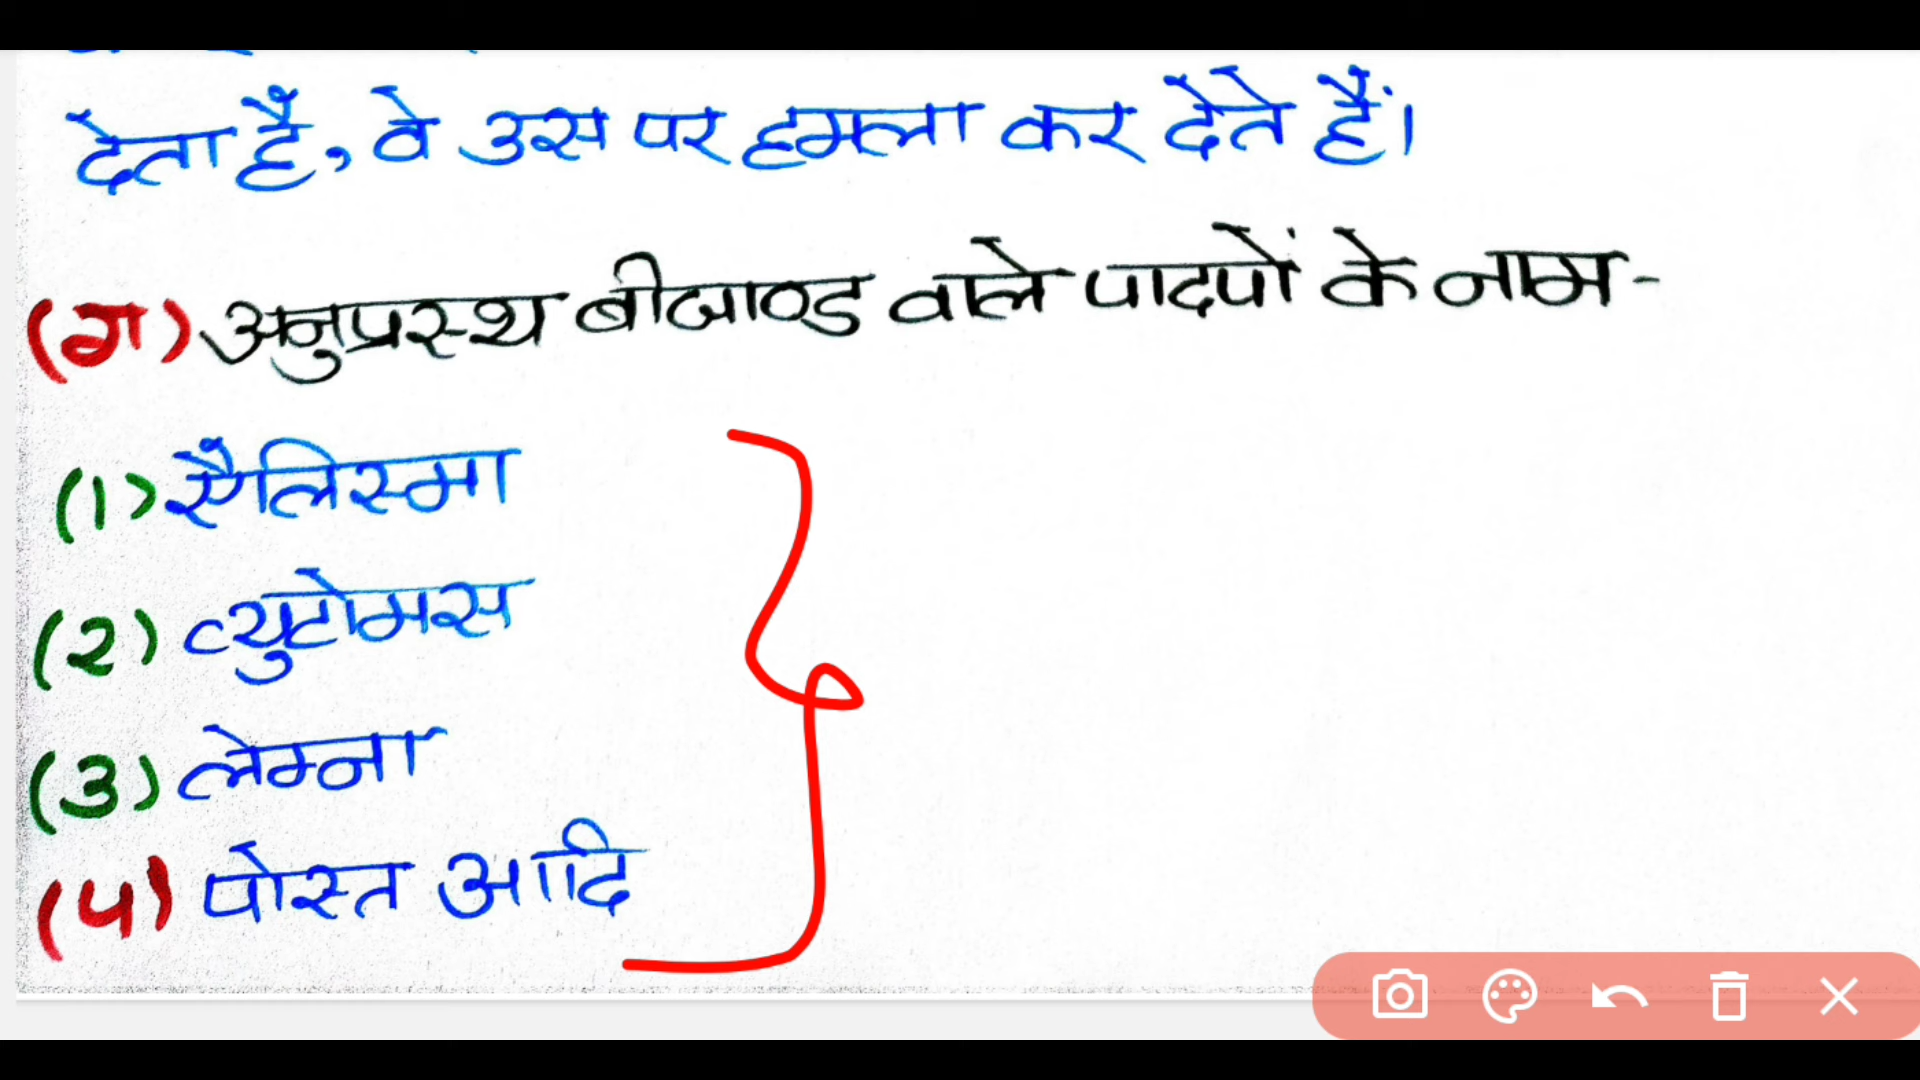 देता है, वे उस पर हमला कर देते हैं।
(ग) अनुप्रस्थ बीजाण्ड वाले पादपों के नाम-
(1) एैलिस्मा
(2) ब्युटोमस
(3) लेम्ना
(4) पोस्त आदि